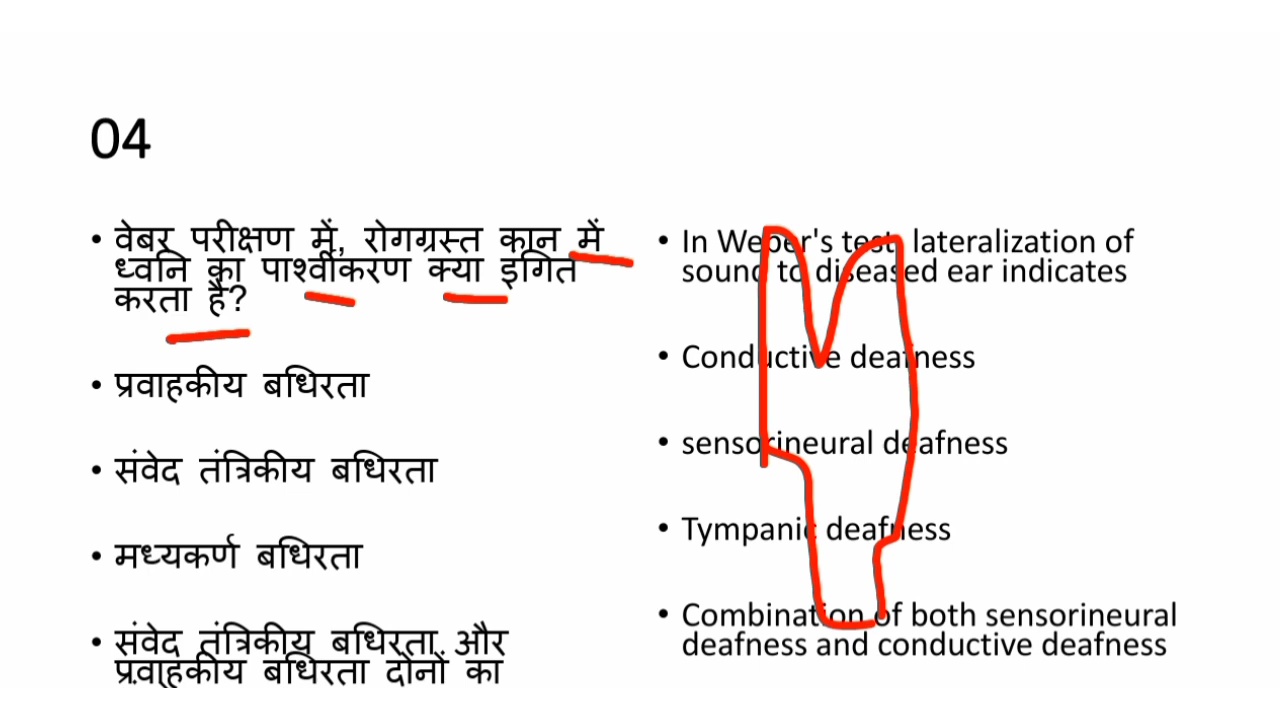 04
• वेबर परीक्षण में, रोगग्रस्त कान में
ध्वनि का पार्श्वीकरण क्या इंगित
करता है?
• प्रवाहकीय बधिरता
• संवेद तंत्रिकीय बधिरता
• मध्यकर्ण बधिरता
• संवेद तंत्रिकीय बधिरता और
प्रवाहकीय बधिरता दोनों का
• In Weber's test, lateralization of
sound to diseased ear indicates
• Conductive deafness
• sensorineural deafness
• Tympanic deafness
• Combination of both sensorineural
deafness and conductive deafness